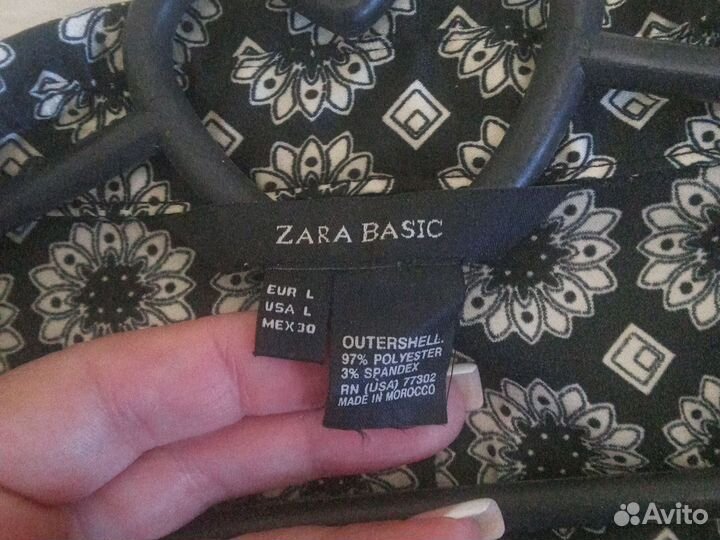 ZARA BASIC
EUR L
USA L
MEX 30
OUTERSHELL.
97% POLYESTER
3% SPANDEX
RN (USA) 77302
MADE IN MOROCCO
Avito